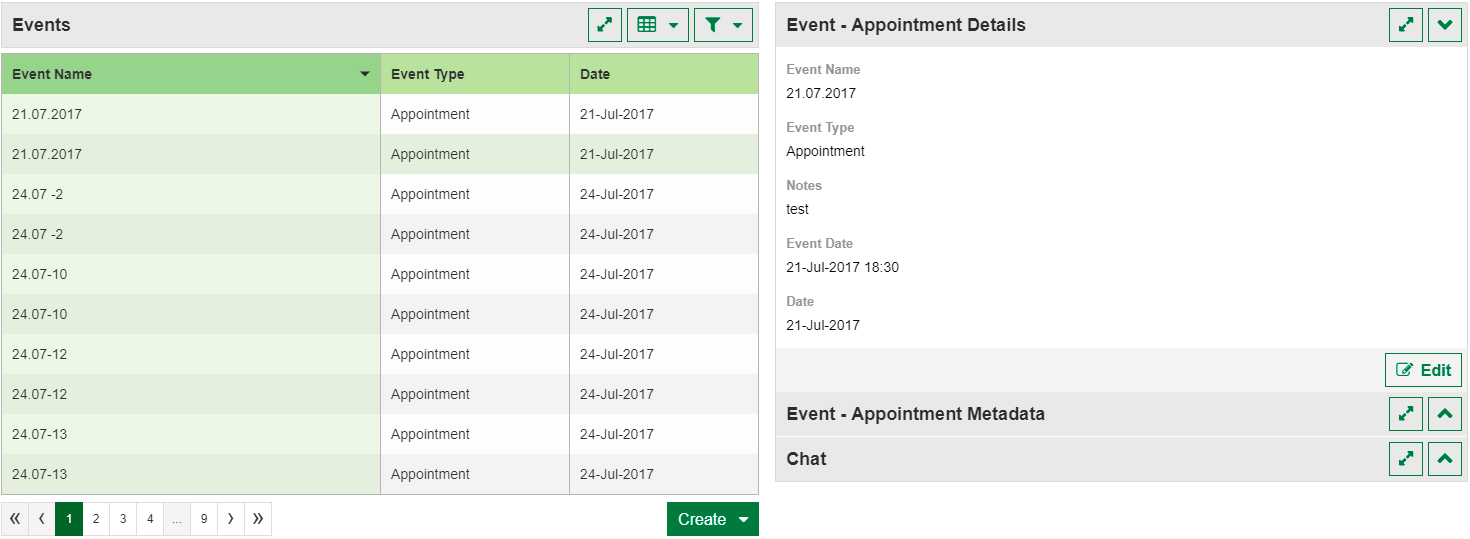 Events
Event Name Event Type Date
21.07.2017 Appointment 21-Jul-2017
21.07.2017 Appointment 21-Jul-2017
24.07 -2 Appointment 24-Jul-2017
24.07 -2 Appointment 24-Jul-2017
24.07-10 Appointment 24-Jul-2017
24.07-10 Appointment 24-Jul-2017
24.07-12 Appointment 24-Jul-2017
24.07-12 Appointment 24-Jul-2017
24.07-13 Appointment 24-Jul-2017
24.07-13 Appointment 24-Jul-2017
« ‹ 1 2 3 4 ... 9 › »
Create
Event - Appointment Details
Event Name
21.07.2017
Event Type
Appointment
Notes
test
Event Date
21-Jul-2017 18:30
Date
21-Jul-2017
Edit
Event - Appointment Metadata
Chat